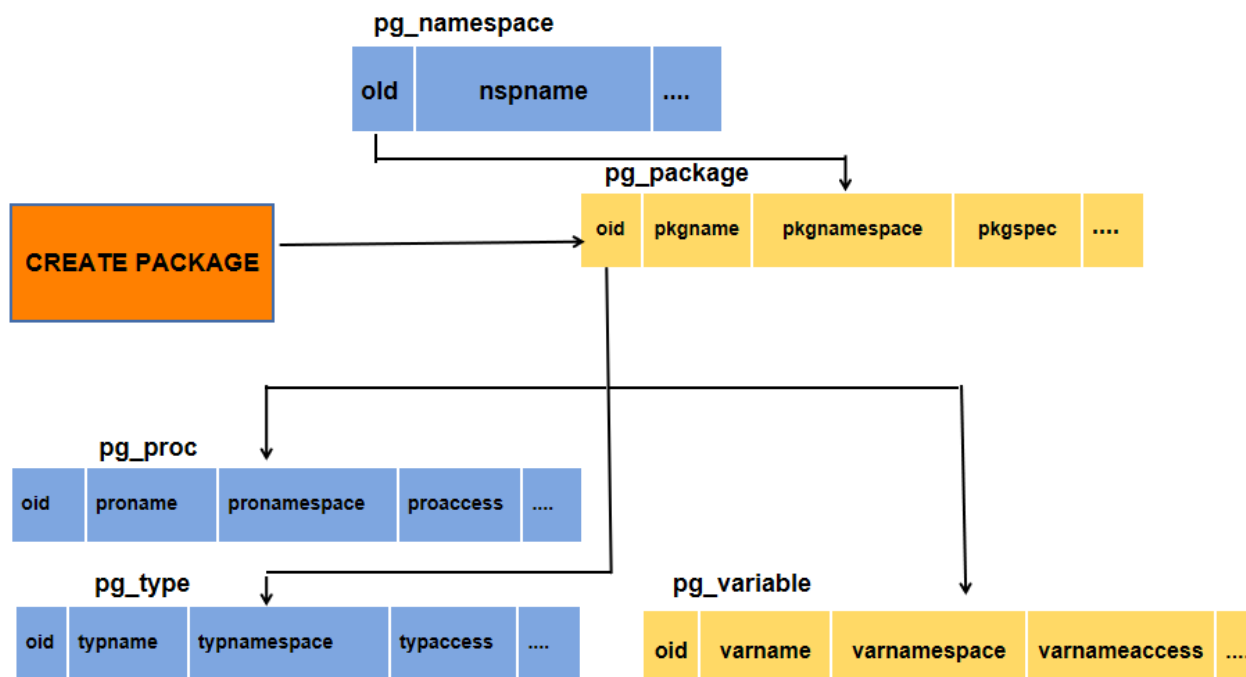 pg_namespace
old nspname ....
pg_package
oid pkgname pkgnamespace pkgspec ....
CREATE PACKAGE
pg_proc
oid proname pronamespace proaccess ....
pg_type
oid typname typnamespace typaccess ....
pg_variable
oid varname varnamespace varnameaccess ....